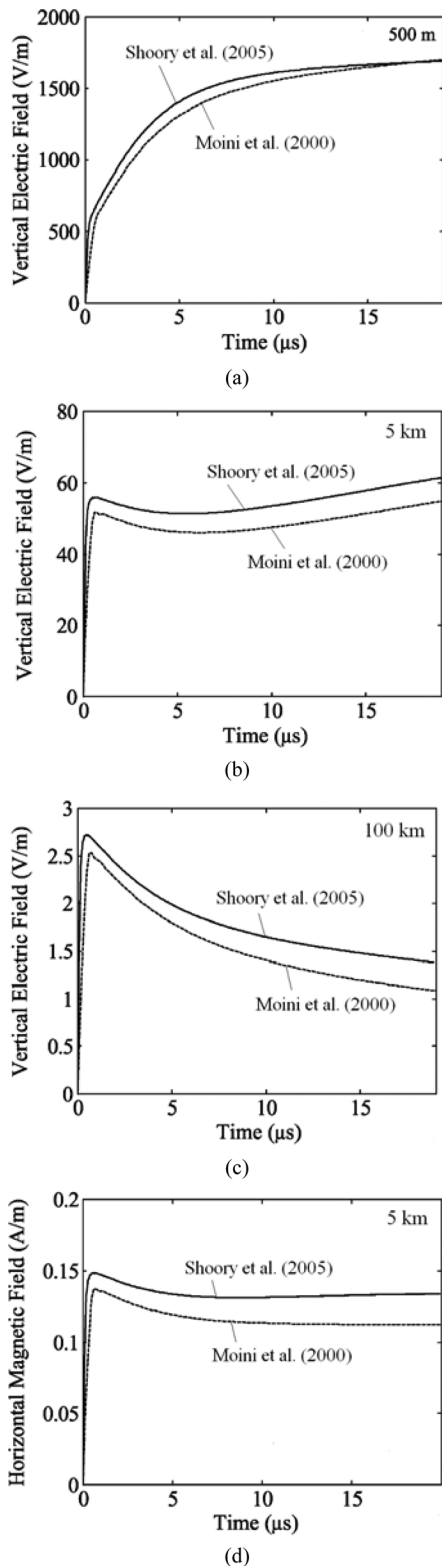 2000
1500
1000
500
0
Vertical Electric Field (V/m)
500 m
Shoory et al. (2005)
Moini et al. (2000)
0
5
10
15
Time (µs)
(a)
80
60
40
20
0
Vertical Electric Field (V/m)
5 km
Shoory et al. (2005)
Moini et al. (2000)
0
5
10
15
Time (µs)
(b)
3
2.5
2
1.5
1
0.5
0
Vertical Electric Field (V/m)
100 km
Shoory et al. (2005)
Moini et al. (2000)
0
5
10
15
Time (µs)
(c)
0.2
0.15
0.1
0.05
0
Horizontal Magnetic Field (A/m)
5 km
Shoory et al. (2005)
Moini et al. (2000)
0
5
10
15
Time (µs)
(d)